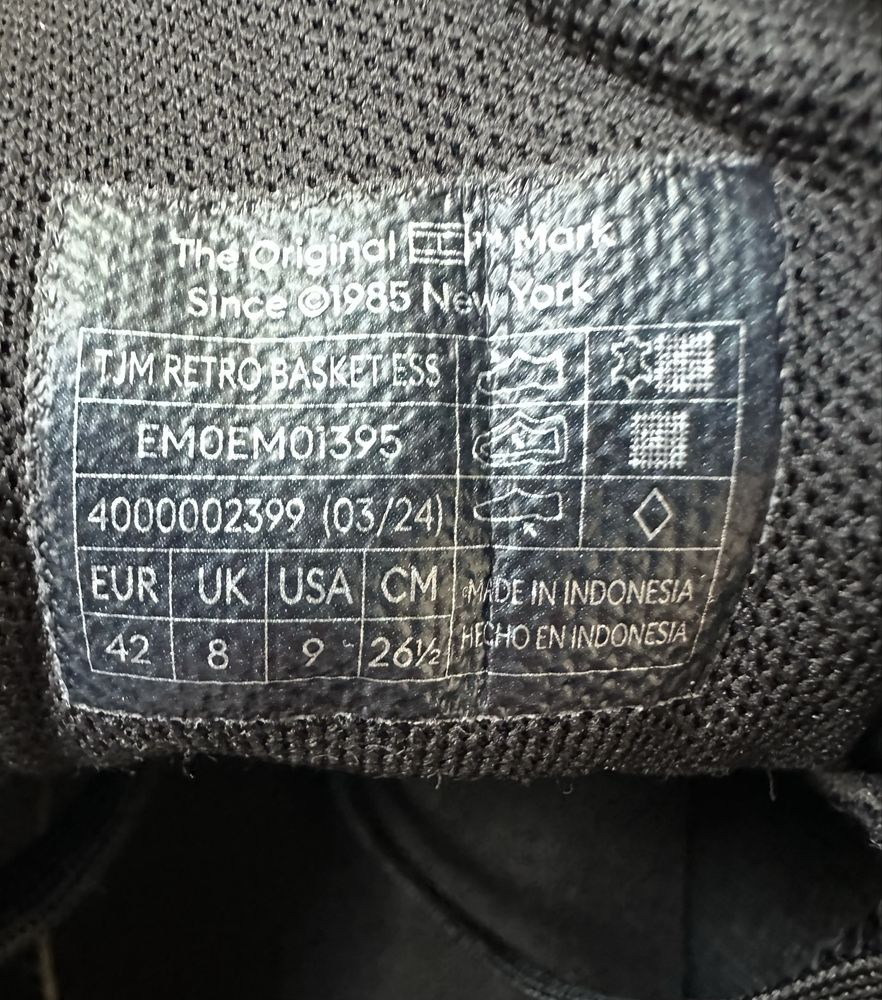 The Original ™ Mark
Since ©1985 New York
TJM RETRO BASKET ESS
EM0EM01395
4000002399 (03/24)
EUR UK USA CM
42 8 9 26½
MADE IN INDONESIA
HECHO EN INDONESIA